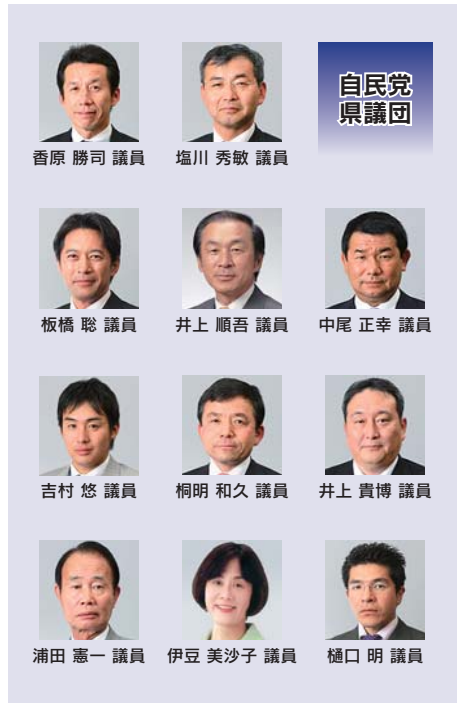 自民党
県議団
香原 勝司 議員
塩川 秀敏 議員
板橋 聡 議員
井上 順吾 議員
中尾 正幸 議員
吉村 悠 議員
桐明 和久 議員
井上 貴博 議員
浦田 憲一 議員
伊豆 美沙子 議員
樋口 明 議員